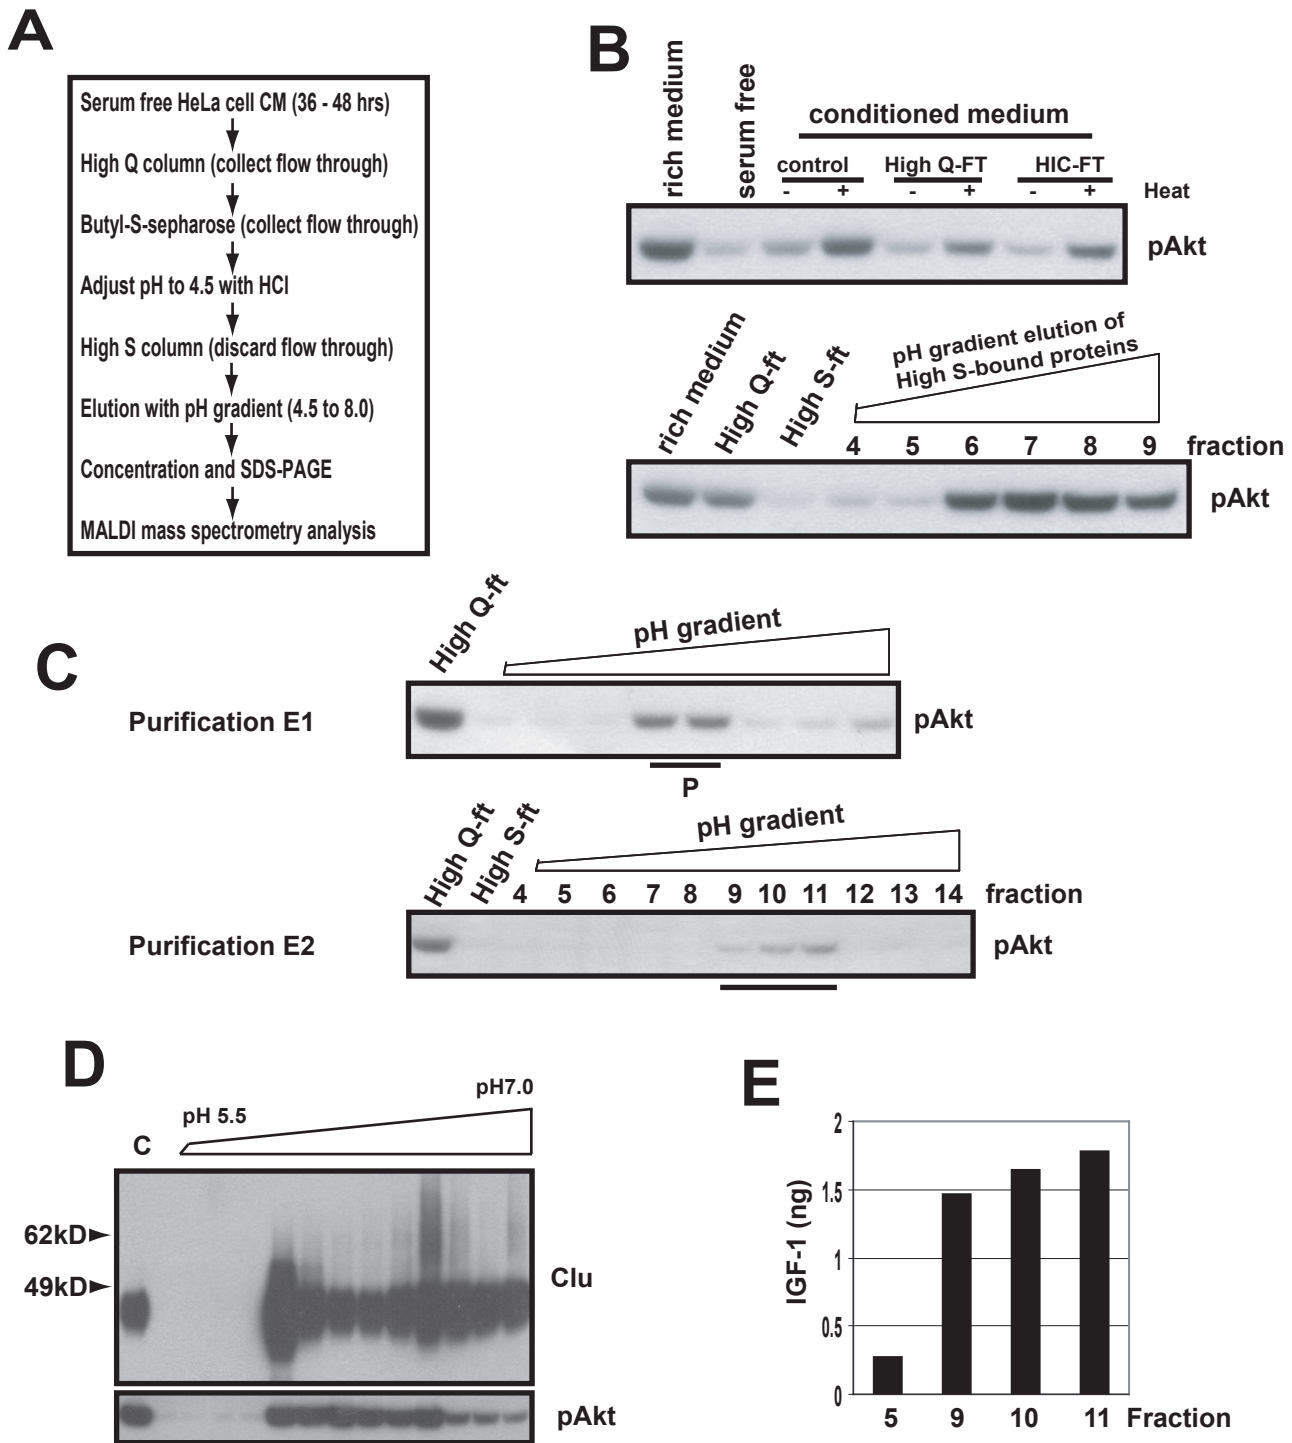 A
Serum free HeLa cell CM (36 - 48 hrs)
High Q column (collect flow through)
Butyl-S-sepharose (collect flow through)
Adjust pH to 4.5 with HCl
High S column (discard flow through)
Elution with pH gradient (4.5 to 8.0)
Concentration and SDS-PAGE
MALDI mass spectrometry analysis
B
rich medium
serum free
conditioned medium
control High Q-FT HIC-FT
- + - + - + Heat
pAkt
rich medium
High Q-ft
High S-ft
pH gradient elution of
High S-bound proteins
4 5 6 7 8 9 fraction
pAkt
C
High Q-ft
pH gradient
Purification E1
pAkt
P
High Q-ft
High S-ft
pH gradient
4 5 6 7 8 9 10 11 12 13 14 fraction
Purification E2
pAkt
D
C
pH 5.5
pH7.0
62kD
49kD
Clu
pAkt
E
IGF-1 (ng)
2
1.5
1
0.5
0
5 9 10 11 Fraction